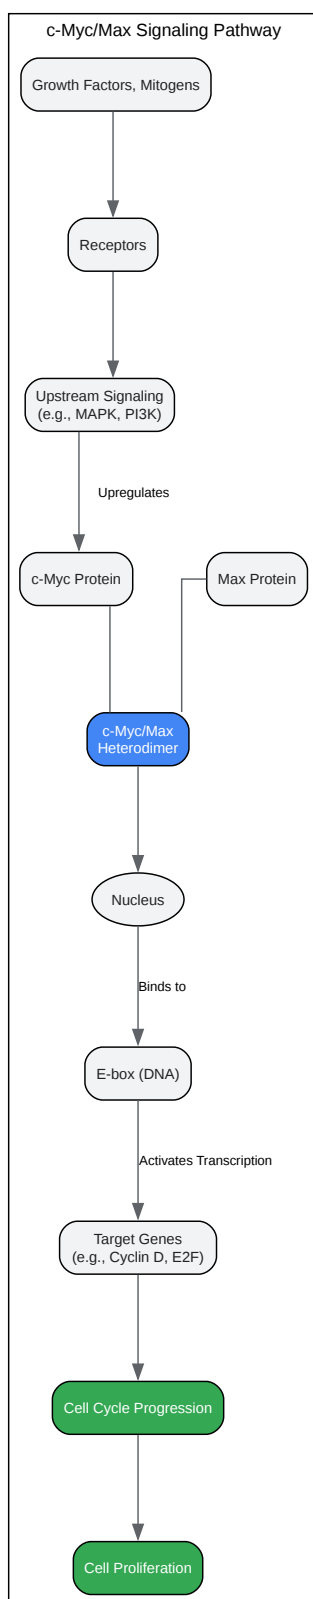 c-Myc/Max Signaling Pathway
Growth Factors, Mitogens
Receptors
Upstream Signaling
(e.g., MAPK, PI3K)
Upregulates
c-Myc Protein
Max Protein
c-Myc/Max
Heterodimer
Nucleus
Binds to
E-box (DNA)
Activates Transcription
Target Genes
(e.g., Cyclin D, E2F)
Cell Cycle Progression
Cell Proliferation